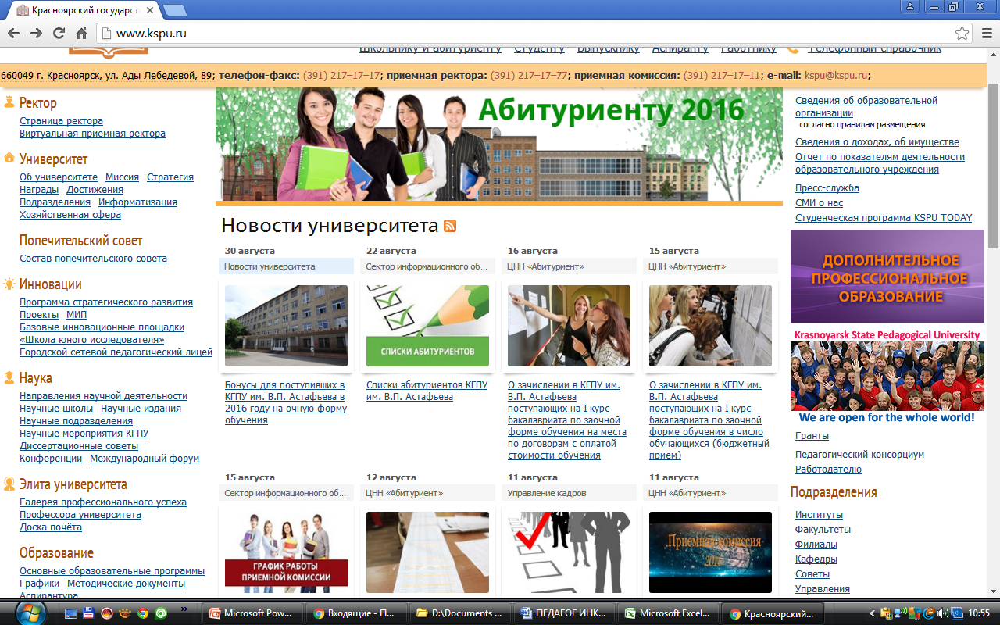 Красноярский государст
www.kspu.ru
Школьнику и абитуриенту Студенту Выпускнику Аспиранту Работнику Телефонный справочник
660049 г. Красноярск, ул. Ады Лебедевой, 89; телефон-факс: (391) 217–17–17; приемная ректора: (391) 217–17–77; приемная комиссия: (391) 217–17–11; e-mail: kspu@kspu.ru;
Ректор
Страница ректора
Виртуальная приемная ректора
Университет
Об университете Миссия Стратегия
Награды Достижения
Подразделения Информатизация
Хозяйственная сфера
Попечительский совет
Состав попечительского совета
Инновации
Программа стратегического развития
Проекты МИП
Базовые инновационные площадки
«Школа юного исследователя»
Городской сетевой педагогический лицей
Наука
Направления научной деятельности
Научные школы Научные издания
Научные подразделения
Научные мероприятия КГПУ
Диссертационные советы
Конференции Международный форум
Элита университета
Галерея профессионального успеха
Профессора университета
Доска почёта
Образование
Основные образовательные программы
Графики Методические документы
Аспирантура
Абитуриенту 2016
Новости университета
30 августа
Новости университета
Бонусы для поступивших в
КГПУ им. В.П. Астафьева в
2016 году на очную форму
обучения
22 августа
Сектор информационного об...
СПИСКИ АБИТУРИЕНТОВ
Списки абитуриентов КГПУ
им. В.П. Астафьева
16 августа
ЦНН «Абитуриент»
О зачислении в КГПУ им.
В.П. Астафьева
поступающих на I курс
бакалавриата по заочной
форме обучения на места
по договорам с оплатой
стоимости обучения
15 августа
ЦНН «Абитуриент»
О зачислении в КГПУ им.
В.П. Астафьева
поступающих на I курс
бакалавриата по заочной
форме обучения в число
обучающихся (бюджетный
приём)
15 августа
Сектор информационного об...
ГРАФИК РАБОТЫ
ПРИЕМНОЙ КОМИССИИ
12 августа
ЦНН «Абитуриент»
11 августа
Управление кадров
11 августа
ЦНН «Абитуриент»
Приемная комиссия
2016
Сведения об образовательной
организации
согласно правилам размещения
Сведения о доходах, об имуществе
Отчет по показателям деятельности
образовательного учреждения
Пресс-служба
СМИ о нас
Студенческая программа KSPU TODAY
ДОПОЛНИТЕЛЬНОЕ
ПРОФЕССИОНАЛЬНОЕ
ОБРАЗОВАНИЕ
Krasnoyarsk State Pedagogical University
We are open for the whole world!
Гранты
Педагогический консорциум
Работодателю
Подразделения
Институты
Факультеты
Филиалы
Кафедры
Советы
Управления
Microsoft Pow... Входящие - П... D:\Documents ... ПЕДАГОГ ИНК... Microsoft Excel... Красноярский... 10:55